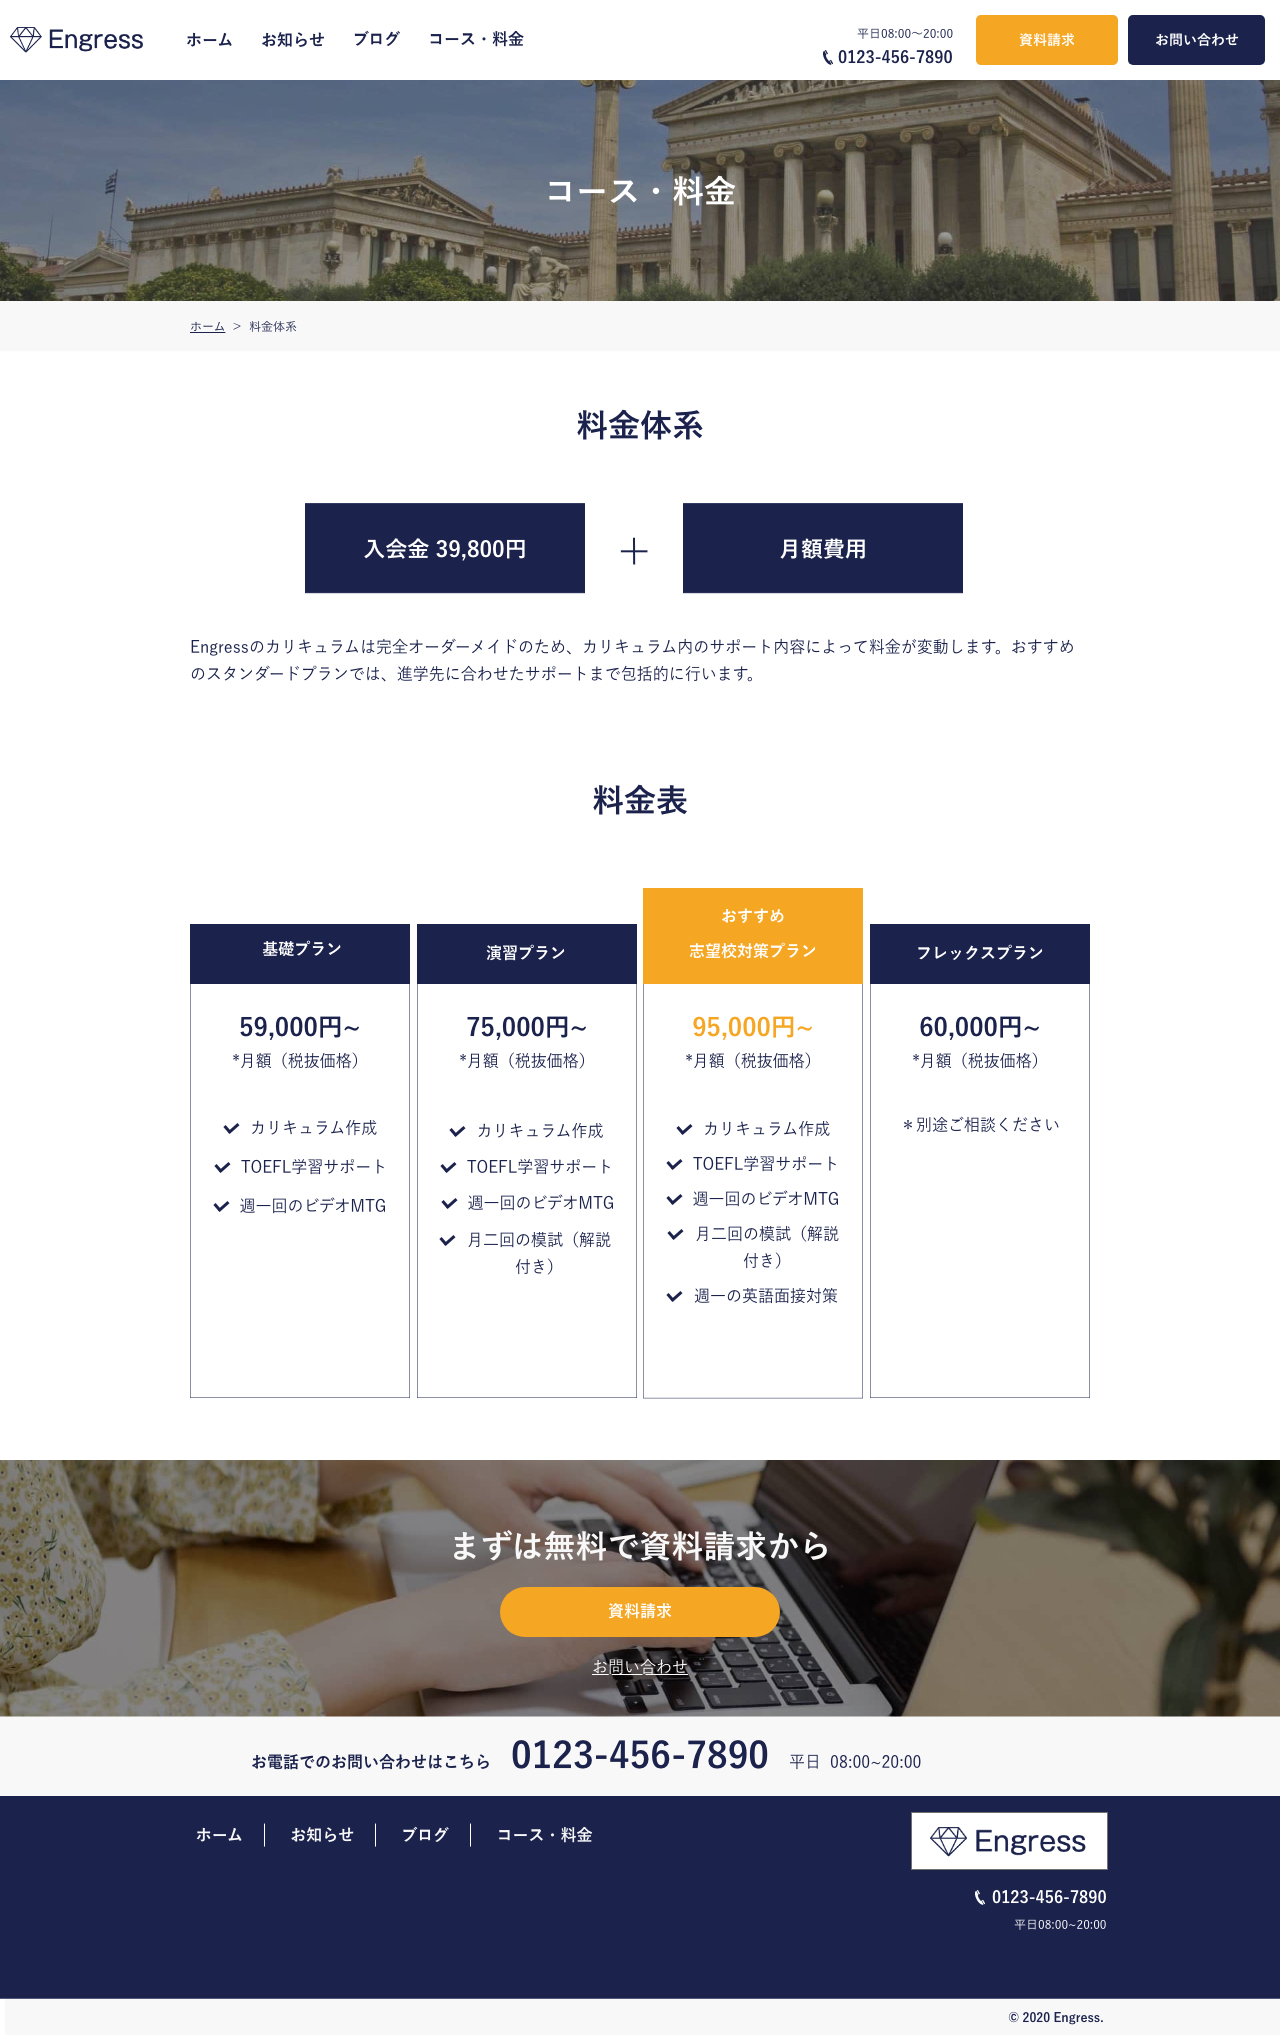 Engress
ホーム
お知らせ
ブログ
コース・料金
平日08:00〜20:00
0123-456-7890
資料請求
お問い合わせ
コース・料金
ホーム > 料金体系
料金体系
入会金 39,800円
月額費用
Engressのカリキュラムは完全オーダーメイドのため、カリキュラム内のサポート内容によって料金が変動します。おすすめ
のスタンダードプランでは、進学先に合わせたサポートまで包括的に行います。
料金表
基礎プラン
59,000円~
*月額（税抜価格）
カリキュラム作成
TOEFL学習サポート
週一回のビデオMTG
演習プラン
75,000円~
*月額（税抜価格）
カリキュラム作成
TOEFL学習サポート
週一回のビデオMTG
月二回の模試（解説
付き）
おすすめ
志望校対策プラン
95,000円~
*月額（税抜価格）
カリキュラム作成
TOEFL学習サポート
週一回のビデオMTG
月二回の模試（解説
付き）
週一の英語面接対策
フレックスプラン
60,000円~
*月額（税抜価格）
＊別途ご相談ください
まずは無料で資料請求から
資料請求
お問い合わせ
お電話でのお問い合わせはこちら 0123-456-7890 平日 08:00~20:00
ホーム
お知らせ
ブログ
コース・料金
Engress
0123-456-7890
平日08:00~20:00
© 2020 Engress.